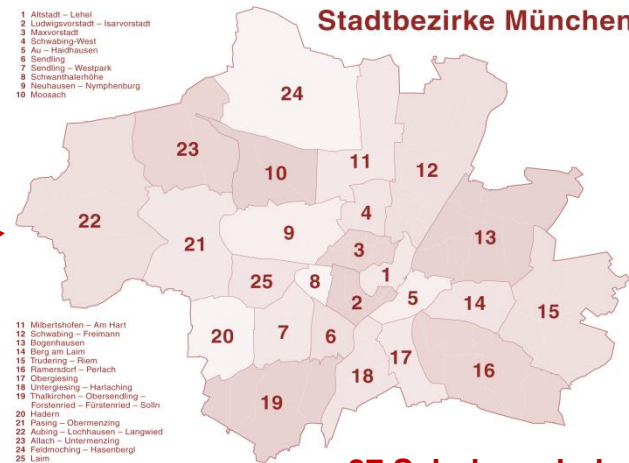 Stadtbezirke München
1 Altstadt – Lehel
2 Ludwigsvorstadt – Isarvorstadt
3 Maxvorstadt
4 Schwabing-West
5 Au – Haidhausen
6 Sendling
7 Sendling – Westpark
8 Schwanthalerhöhe
9 Neuhausen – Nymphenburg
10 Moosach
24
23
10
11
12
22
21
9
4
3
13
25
8
1
2
5
14
15
20
7
6
17
16
18
19
11 Milbertshofen – Am Hart
12 Schwabing – Freimann
13 Bogenhausen
14 Berg am Laim
15 Trudering – Riem
16 Ramersdorf – Perlach
17 Obergiesing
18 Untergiesing – Harlaching
19 Thalkirchen – Obersendling –
Forstenried – Fürstenried – Solln
20 Hadern
21 Pasing – Obermenzing
22 Aubing – Lochhausen – Langwied
23 Allach – Untermenzing
24 Feldmoching – Hasenbergl
25 Laim